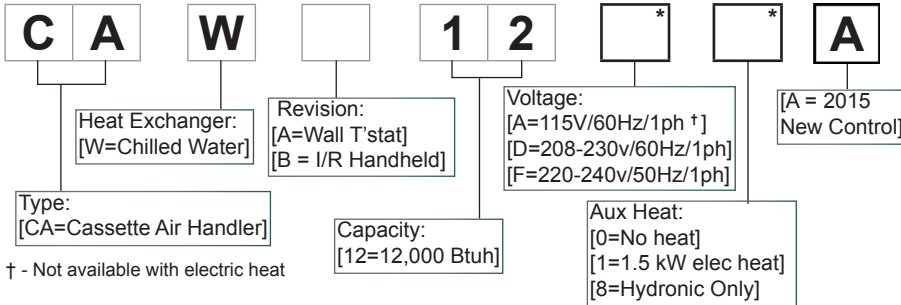 C A W 1 2 * * A
Heat Exchanger:
[W=Chilled Water]
Revision:
[A=Wall T'stat]
[B = I/R Handheld]
Voltage:
[A=115V/60Hz/1ph †]
[D=208-230v/60Hz/1ph]
[F=220-240v/50Hz/1ph]
[A = 2015
New Control]
Type:
[CA=Cassette Air Handler]
Capacity:
[12=12,000 Btuh]
Aux Heat:
[0=No heat]
[1=1.5 kW elec heat]
[8=Hydronic Only]
† - Not available with electric heat